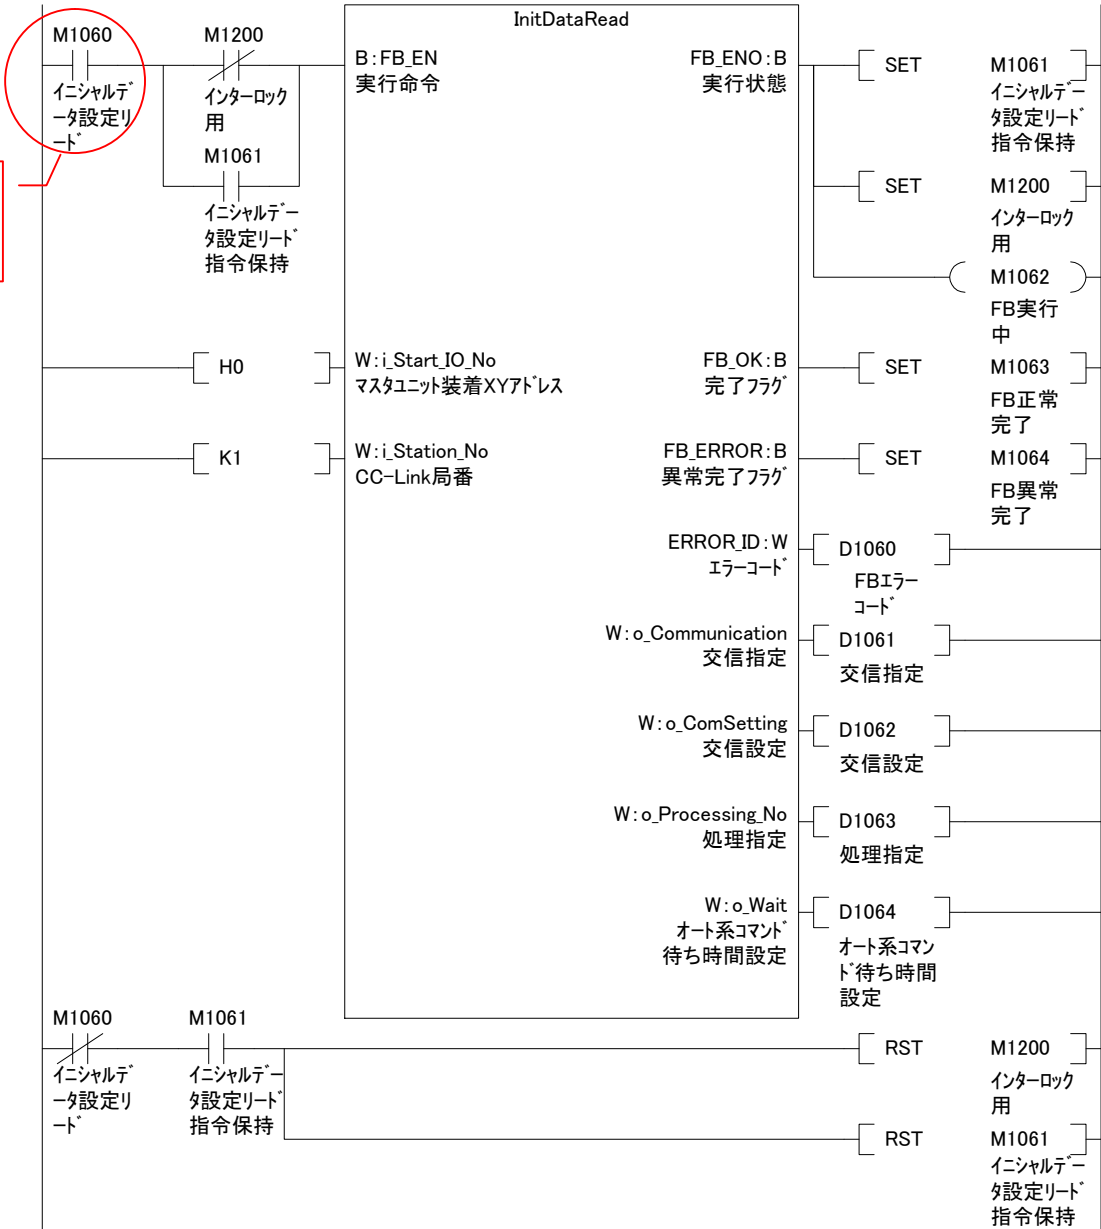 InitDataRead
M1060
イニシャルデ
ータ設定リ
ード
M1200
インターロック
用
M1061
イニシャルデー
タ設定リード
指令保持
B:FB_EN
実行命令
FB_ENO:B
実行状態
SET M1061
イニシャルデー
タ設定リード
指令保持
SET M1200
インターロック
用
M1062
FB実行
中
H0
W:i_Start_IO_No
マスタユニット装着XYアドレス
FB_OK:B
完了フラグ
SET M1063
FB正常
完了
K1
W:i_Station_No
CC-Link局番
FB_ERROR:B
異常完了フラグ
SET M1064
FB異常
完了
ERROR_ID:W
エラーコード
D1060
FBエラー
コード
W:o_Communication
交信指定
D1061
交信指定
W:o_ComSetting
交信設定
D1062
交信設定
W:o_Processing_No
処理指定
D1063
処理指定
W:o_Wait
オート系コマンド
待ち時間設定
D1064
オート系コマン
ド待ち時間
設定
M1060
イニシャルデ
ータ設定リ
ード
M1061
イニシャルデー
タ設定リード
指令保持
RST M1200
インターロック
用
RST M1061
イニシャルデー
タ設定リード
指令保持